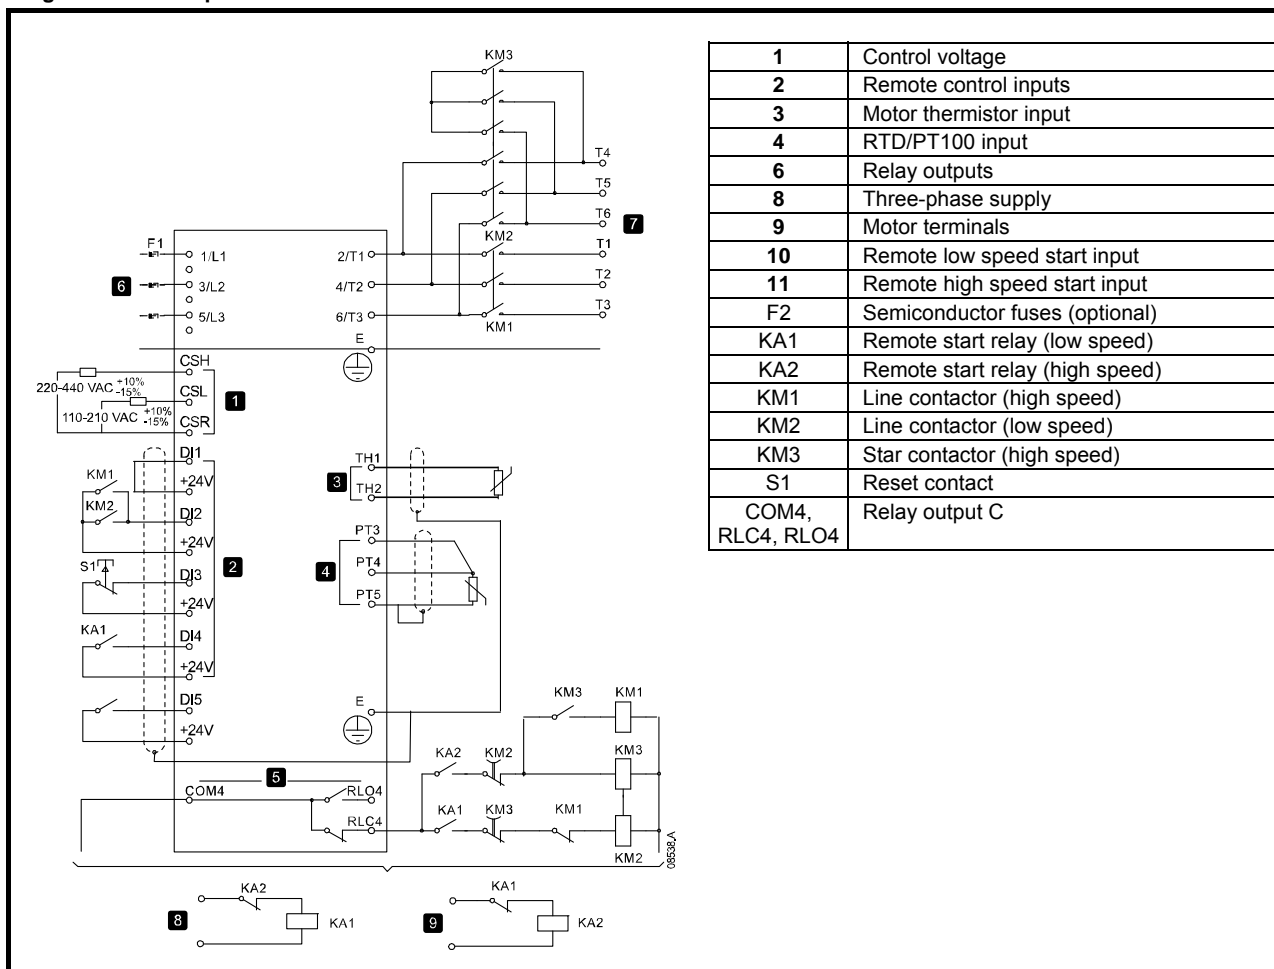 KM3
T4
T5
T6
7
KM2
T1
T2
T3
KM1
F1
1/L1
2/T1
6
3/L2
4/T2
5/L3
6/T3
E
CSH
220-440 VAC +10% -15%
CSL
1
110-210 VAC +10% -15%
CSR
DI1
KM1
+24V
KM2
DI2
+24V
S1
DI3
2
+24V
KA1
DI4
+24V
DI5
+24V
TH1
3
TH2
PT3
PT4
4
PT5
E
KM3
KM1
KA2
KM2
KM3
5
COM4
RLO4
RLC4
KA1
KM3
KM1
KM2
08538.A
KA2
8
KA1
KA1
9
KA2
1 Control voltage
2 Remote control inputs
3 Motor thermistor input
4 RTD/PT100 input
6 Relay outputs
8 Three-phase supply
9 Motor terminals
10 Remote low speed start input
11 Remote high speed start input
F2 Semiconductor fuses (optional)
KA1 Remote start relay (low speed)
KA2 Remote start relay (high speed)
KM1 Line contactor (high speed)
KM2 Line contactor (low speed)
KM3 Star contactor (high speed)
S1 Reset contact
COM4, Relay output C
RLC4, RLO4